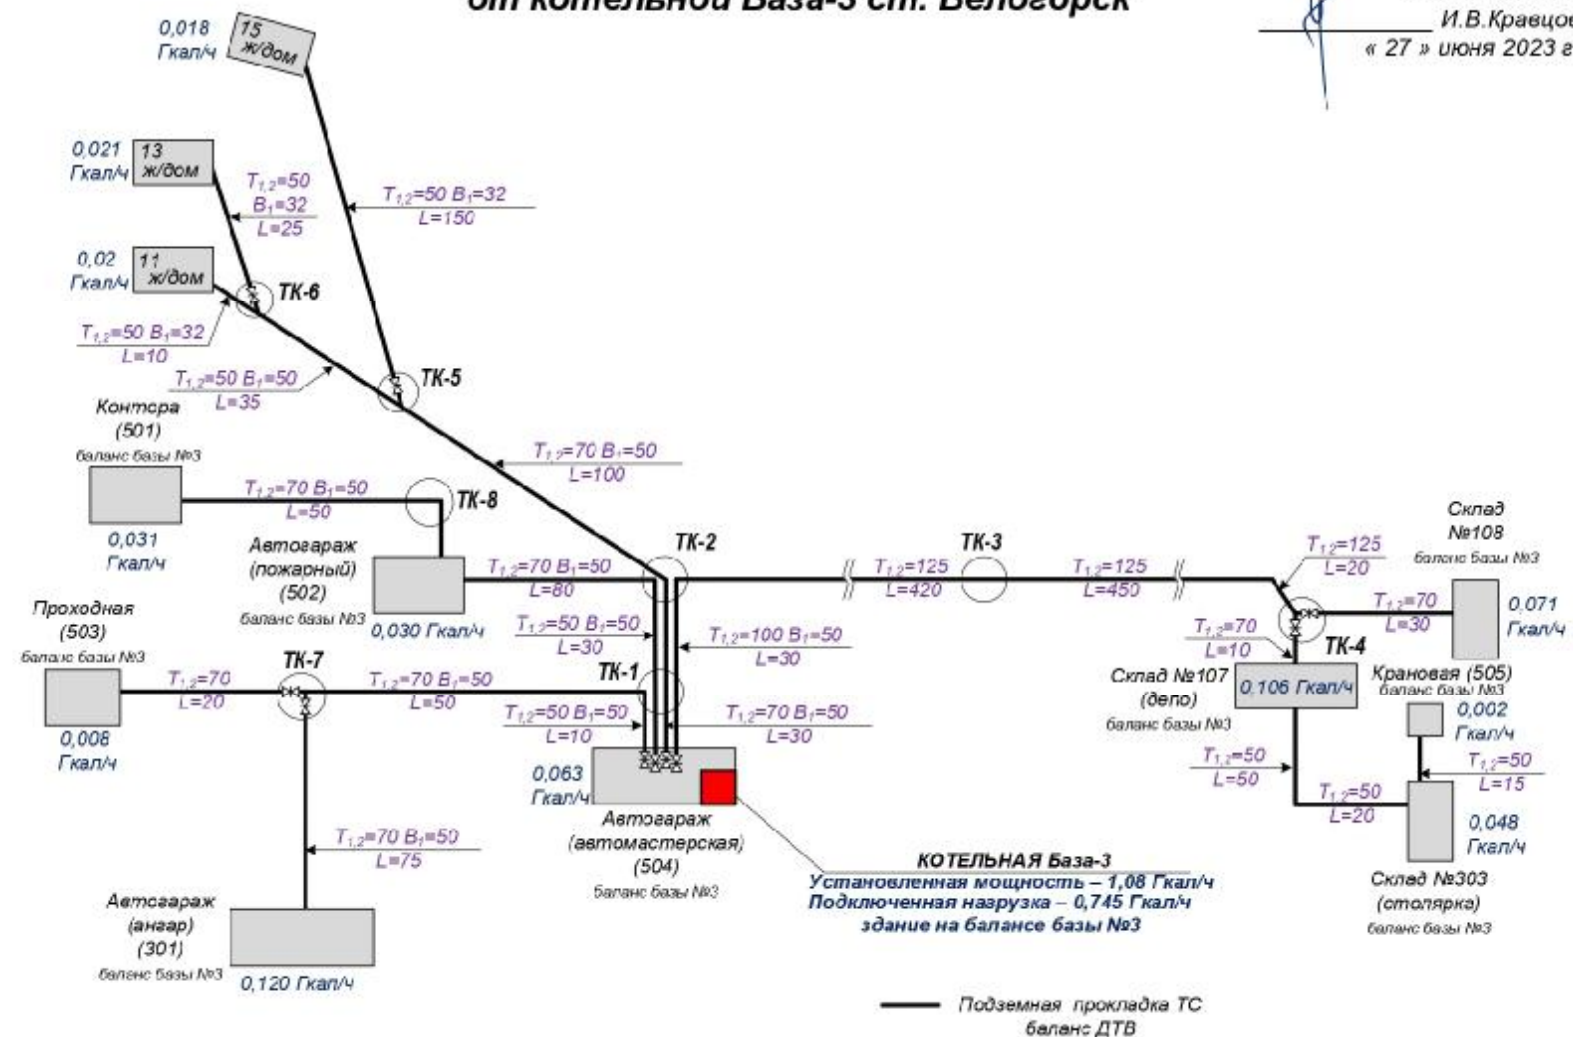 от котельной База-3 ст. Белогорск
И.В.Кравцов
« 27 » июня 2023 г
0,018
Гкал/ч
15
ж/дом
0,021
Гкал/ч
13
ж/дом
T1,2=50
B1=32
L=25
T1,2=50 B1=32
L=150
0,02
Гкал/ч
11
ж/дом
ТК-6
T1,2=50 B1=32
L=10
T1,2=50 B1=50
L=35
ТК-5
Контора
(501)
баланс базы №3
T1,2=70 B1=50
L=100
T1,2=70 B1=50
L=50
ТК-8
0,031
Гкал/ч
Автогараж
(пожарный)
(502)
баланс базы №3
0,030 Гкал/ч
T1,2=70 B1=50
L=80
ТК-2
T1,2=125
L=420
ТК-3
T1,2=125
L=450
T1,2=125
L=20
Склад
№108
баланс базы №3
0,071
Гкал/ч
T1,2=70
L=30
T1,2=70
L=10
ТК-4
Проходная
(503)
баланс базы №3
T1,2=50 B1=50
L=30
T1,2=100 B1=50
L=30
ТК-7
ТК-1
T1,2=70
L=20
T1,2=70 B1=50
L=50
0,008
Гкал/ч
T1,2=50 B1=50
L=10
T1,2=70 B1=50
L=30
Склад №107
(депо)
баланс базы №3
0,106 Гкал/ч
Крановая (505)
баланс базы №3
0,002
Гкал/ч
T1,2=50
L=50
T1,2=50
L=15
T1,2=50
L=20
0,048
Гкал/ч
Склад №303
(столярка)
баланс базы №3
0,063
Гкал/ч
Автогараж
(автомастерская)
(504)
баланс базы №3
КОТЕЛЬНАЯ База-3
Установленная мощность – 1,08 Гкал/ч
Подключенная нагрузка – 0,745 Гкал/ч
здание на балансе базы №3
T1,2=70 B1=50
L=75
Автогараж
(ангар)
(301)
баланс базы №3
0,120 Гкал/ч
Подземная прокладка ТС
баланс ДТВ